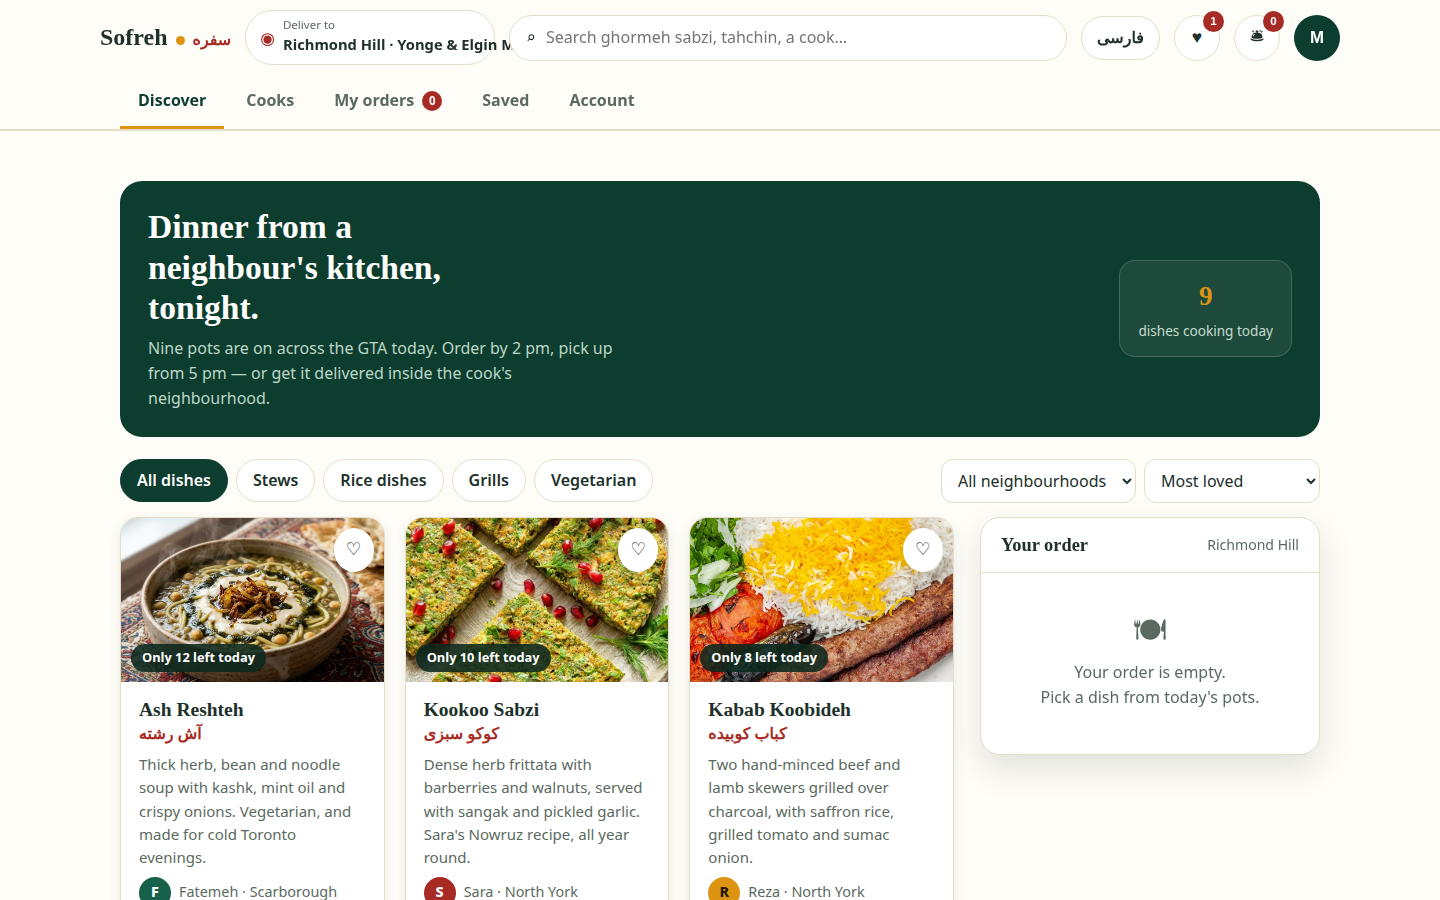 Sofreh سفره
Deliver to
Richmond Hill · Yonge & Elgin
Search ghormeh sabzi, tahchin, a cook...
فارسی
1
0
M
Discover
Cooks
My orders 0
Saved
Account
Dinner from a
neighbour's kitchen,
tonight.
Nine pots are on across the GTA today. Order by 2 pm, pick up
from 5 pm — or get it delivered inside the cook's
neighbourhood.
9
dishes cooking today
All dishes
Stews
Rice dishes
Grills
Vegetarian
All neighbourhoods
Most loved
Only 12 left today
Ash Reshteh
آش رشته
Thick herb, bean and noodle
soup with kashk, mint oil and
crispy onions. Vegetarian, and
made for cold Toronto
evenings.
F Fatemeh · Scarborough
Only 10 left today
Kookoo Sabzi
کوکو سبزی
Dense herb frittata with
barberries and walnuts, served
with sangak and pickled garlic.
Sara's Nowruz recipe, all year
round.
S Sara · North York
Only 8 left today
Kabab Koobideh
کباب کوبیده
Two hand-minced beef and
lamb skewers grilled over
charcoal, with saffron rice,
grilled tomato and sumac
onion.
R Reza · North York
Your order
Richmond Hill
Your order is empty.
Pick a dish from today's pots.